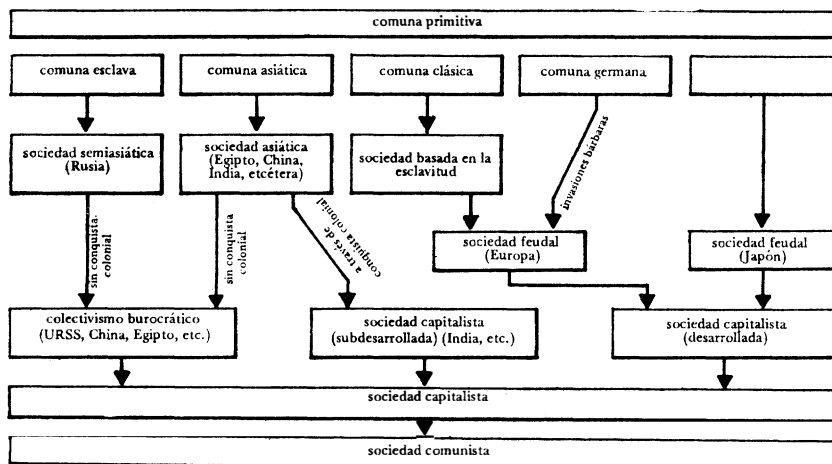 comuna primitiva
comuna esclava
comuna asiática
comuna clásica
comuna germana
sociedad semiasiática
(Rusia)
sociedad asiática
(Egipto, China,
India, etcétera)
sociedad basada en la
esclavitud
invasiones bárbaras
sin conquista
colonial
sin conquista
colonial
a través de
conquista colonial
sociedad feudal
(Europa)
sociedad feudal
(Japón)
colectivismo burocrático
(URSS, China, Egipto, etc.)
sociedad capitalista
(subdesarrollada) (India, etc.)
sociedad capitalista
(desarrollada)
sociedad capitalista
sociedad comunista